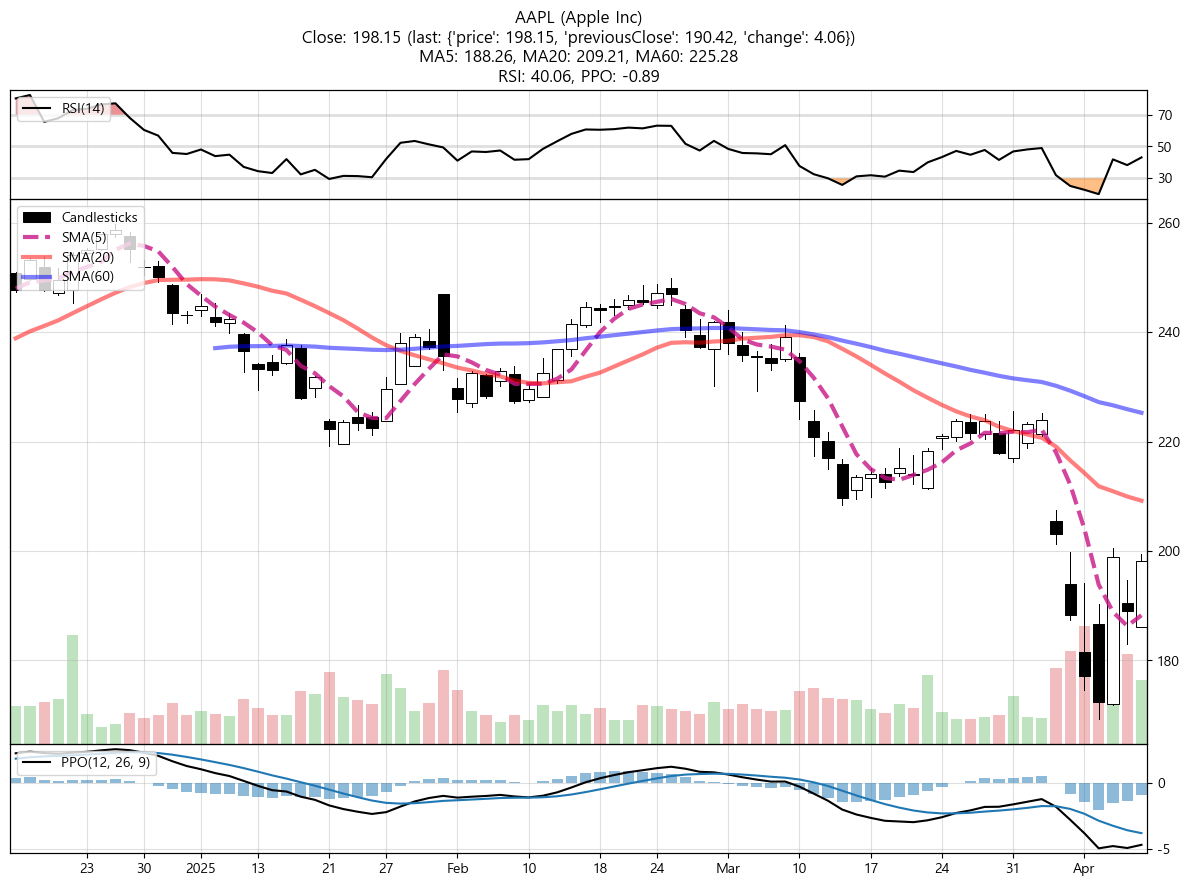 AAPL (Apple Inc)
Close: 198.15 (last: {'price': 198.15, 'previousClose': 190.42, 'change': 4.06})
MA5: 188.26, MA20: 209.21, MA60: 225.28
RSI: 40.06, PPO: -0.89
RSI(14)
70
50
30
Candlesticks
SMA(5)
SMA(20)
SMA(60)
260
240
220
200
180
PPO(12, 26, 9)
0
-5
23 30 2025 13 21 27 Feb 10 18 24 Mar 10 17 24 31 Apr